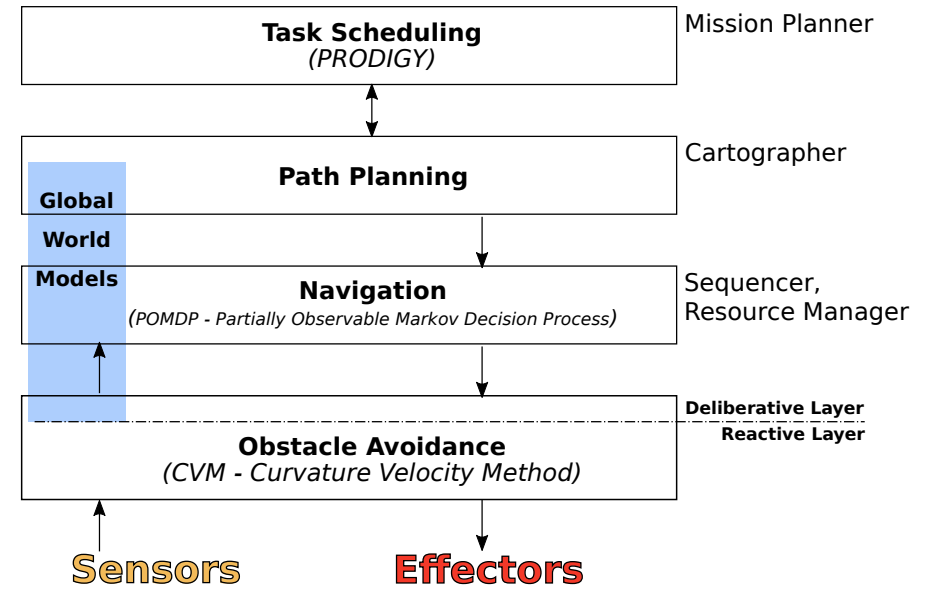 Task Scheduling
(PRODIGY)
Mission Planner
Cartographer
Path Planning
Global
World
Models
Navigation
(POMDP - Partially Observable Markov Decision Process)
Sequencer,
Resource Manager
Deliberative Layer
Reactive Layer
Obstacle Avoidance
(CVM - Curvature Velocity Method)
Sensors
Effectors